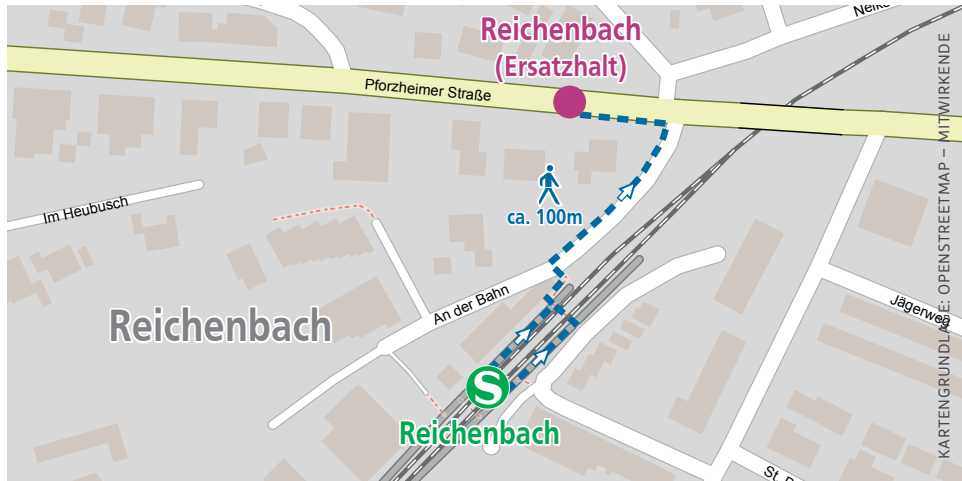 Reichenbach
(Ersatzhalt)
Pforzheimer Straße
Im Heubusch
ca. 100m
An der Bahn
Reichenbach
S
Reichenbach
Jägerweg
KARTENGRUNDLAGE: OPENSTREETMAP – MITWIRKENDE